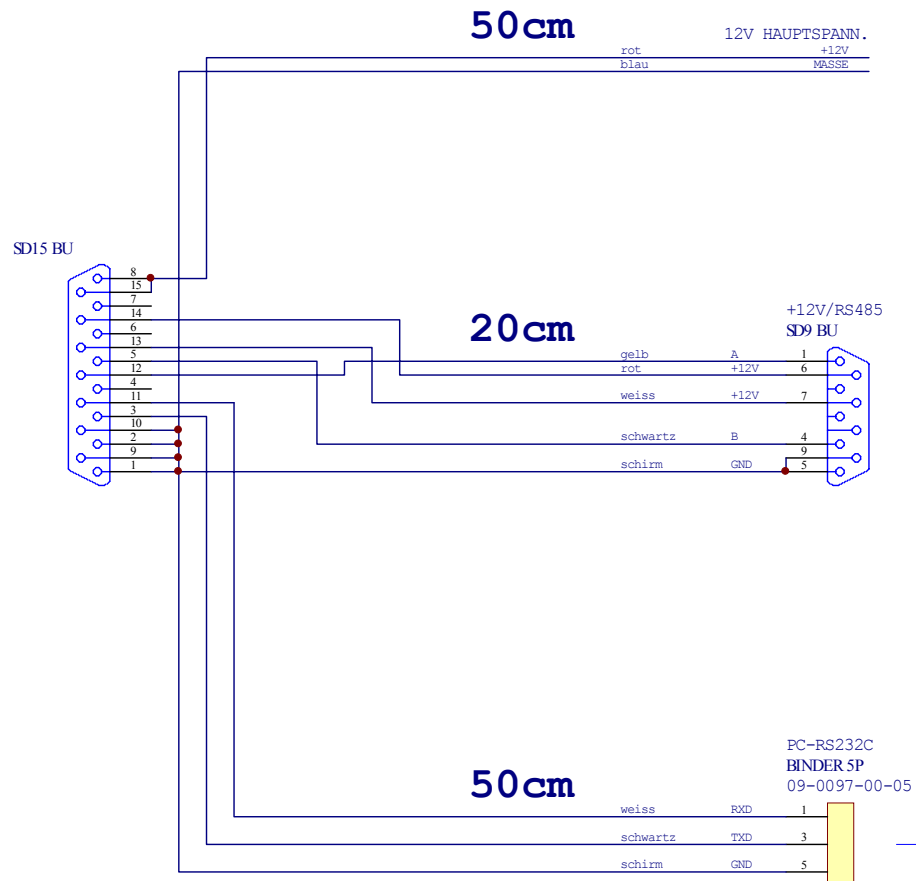 50cm
12V HAUPTSPANN.
rot +12V
blau MASSE
SD15 BU
8
15
7
14
6
13
5
12
4
11
3
10
2
9
1
20cm
+12V/RS485
SD9 BU
gelb A 1
rot +12V 6
weiss +12V 7
schwartz B 4
9
schirm GND 5
50cm
PC-RS232C
BINDER 5P
09-0097-00-05
weiss RXD 1
schwartz TXD 3
schirm GND 5